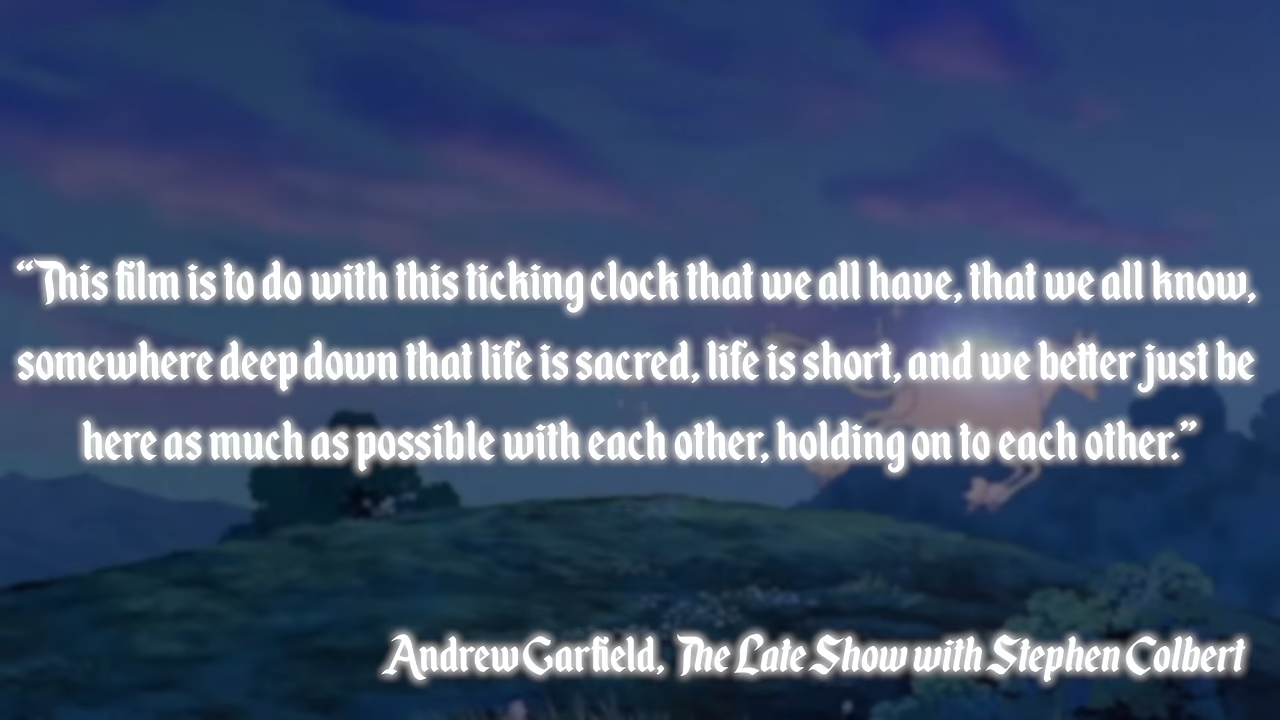 “This film is to do with this ticking clock that we all have, that we all know,
somewhere deep down that life is sacred, life is short, and we better just be
here as much as possible with each other, holding on to each other.”
Andrew Garfield, The Late Show with Stephen Colbert